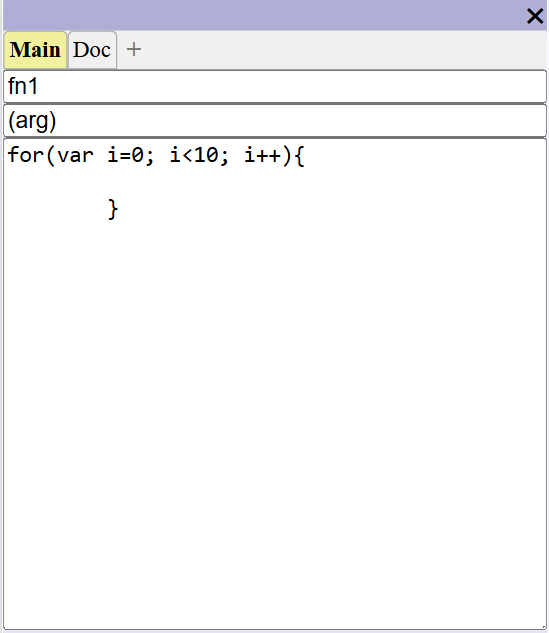 Main Doc +
fn1
(arg)
for(var i=0; i<10; i++){
}